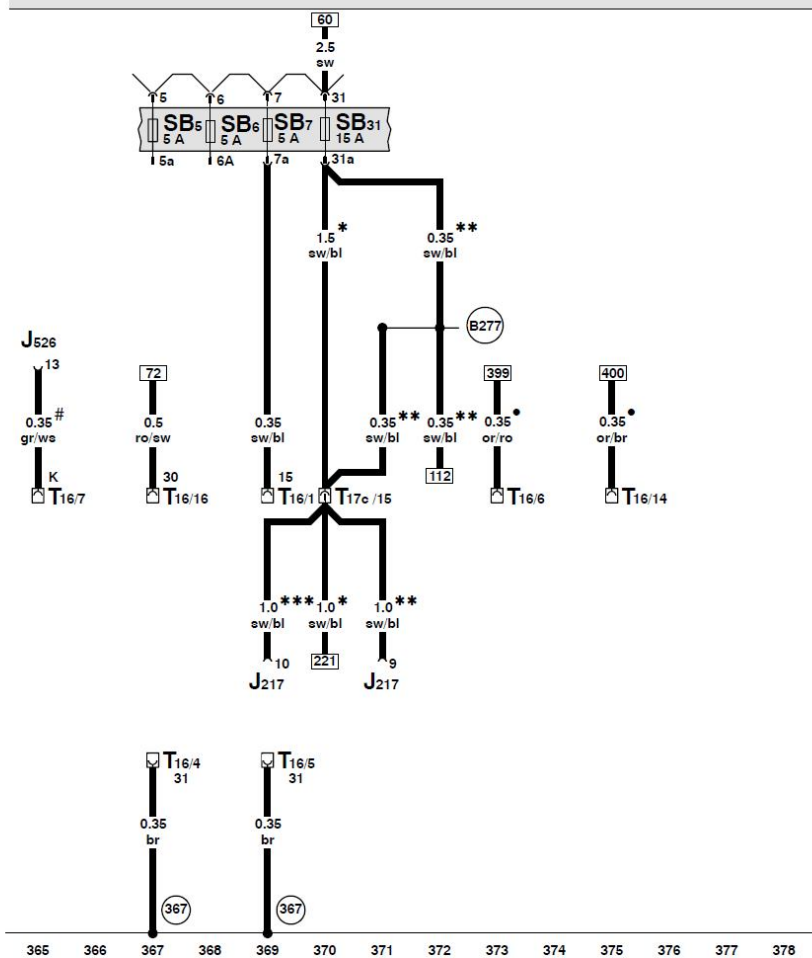 60
2.5
sw
5 6 7 31
SB5 SB6 SB7 SB31
5 A 5 A 5 A 15 A
5a 6A 7a 31a
1.5 * 0.35 **
sw/bl sw/bl
B277
J526
13
72 399 400
0.35 # 0.5 0.35 0.35 ** 0.35 ** 0.35 • 0.35 •
gr/ws ro/sw sw/bl sw/bl sw/bl or/ro or/br
K 30 15 112
T16/7 T16/16 T16/1 T17c /15 T16/6 T16/14
1.0 *** 1.0 * 1.0 **
sw/bl sw/bl sw/bl
10 221 9
J217 J217
T16/4 T16/5
31 31
0.35 0.35
br br
367 367
365 366 367 368 369 370 371 372 373 374 375 376 377 378